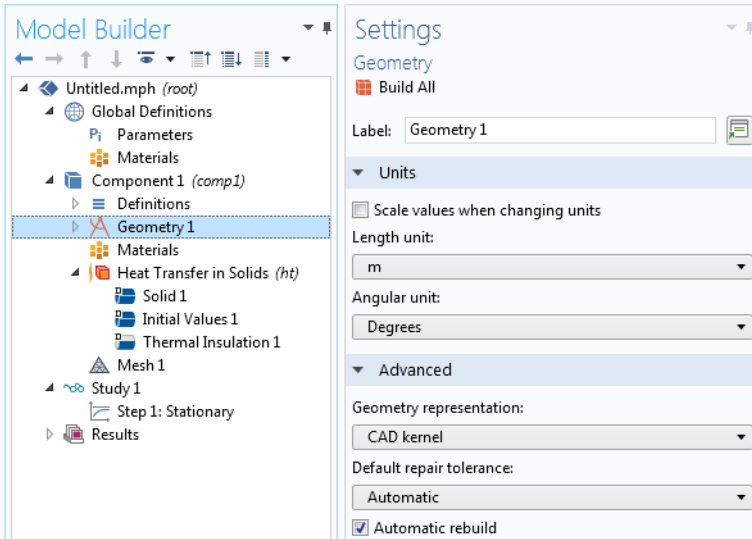 Model Builder
Untitled.mph (root)
Global Definitions
Pi Parameters
Materials
Component 1 (comp1)
Definitions
Geometry 1
Materials
Heat Transfer in Solids (ht)
Solid 1
Initial Values 1
Thermal Insulation 1
Mesh 1
Study 1
Step 1: Stationary
Results
Settings
Geometry
Build All
Label: Geometry 1
Units
Scale values when changing units
Length unit:
m
Angular unit:
Degrees
Advanced
Geometry representation:
CAD kernel
Default repair tolerance:
Automatic
Automatic rebuild